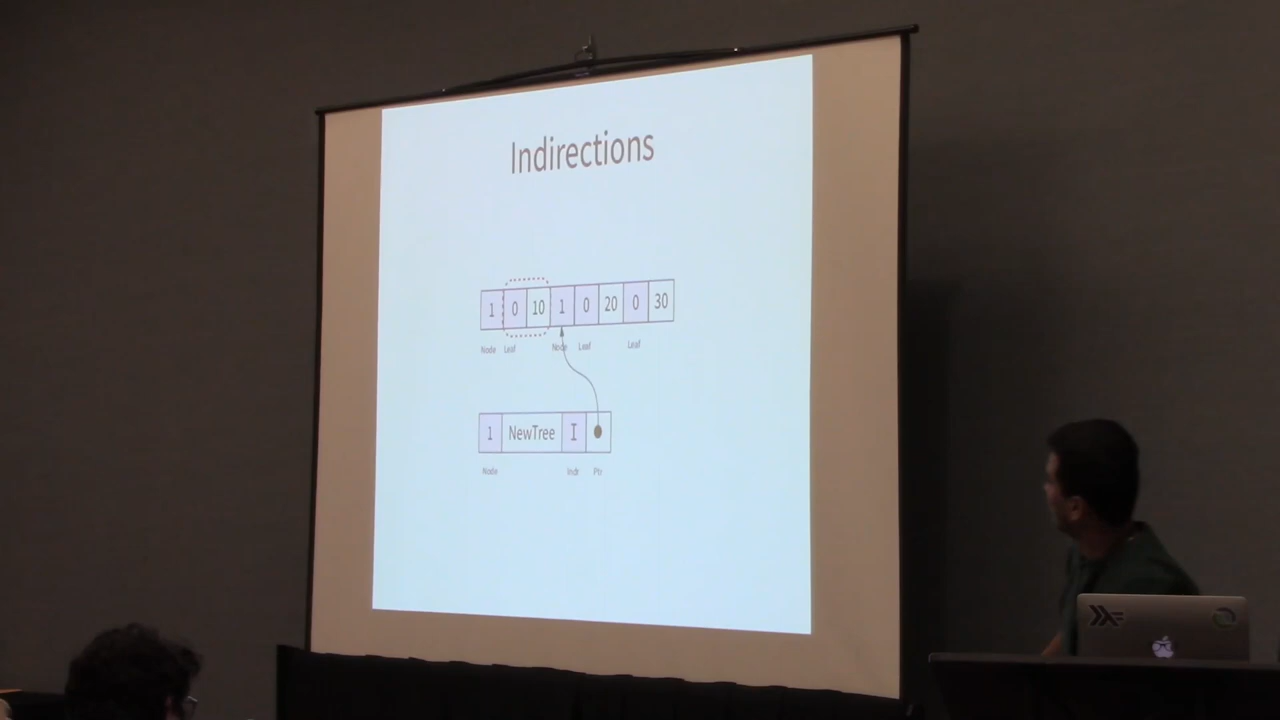 Indirections
1 0 10 1 0 20 0 30
Node Leaf Node Leaf Leaf
1 NewTree I
Node Indr Ptr